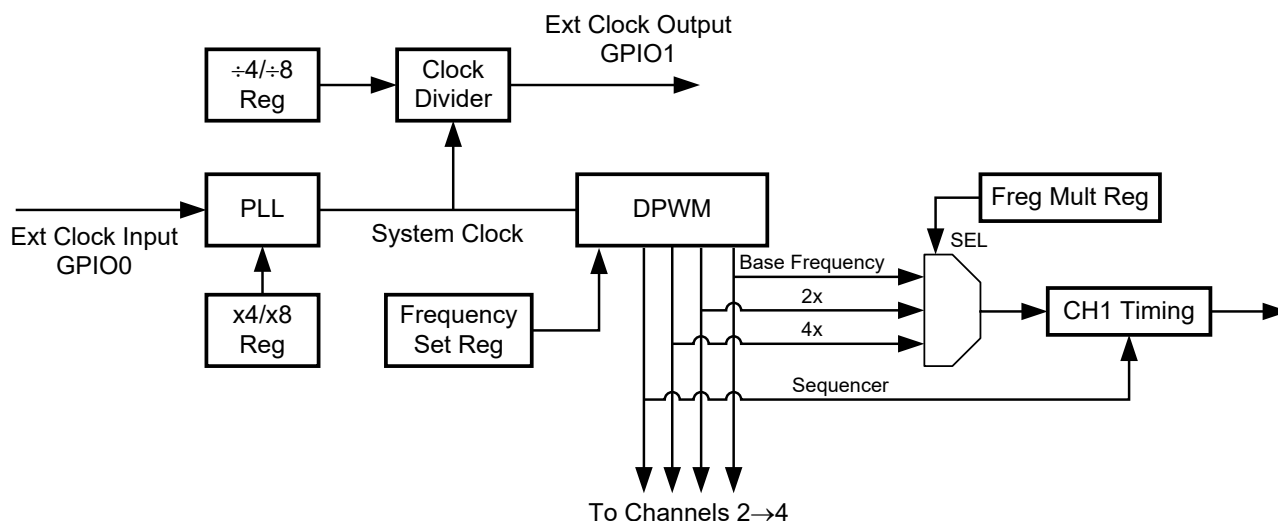 Ext Clock Output
GPIO1
÷4/÷8
Reg
Clock
Divider
PLL
DPWM
Freg Mult Reg
Ext Clock Input
GPIO0
System Clock
SEL
Base Frequency
x4/x8
Reg
Frequency
Set Reg
2x
CH1 Timing
4x
Sequencer
To Channels 2→4